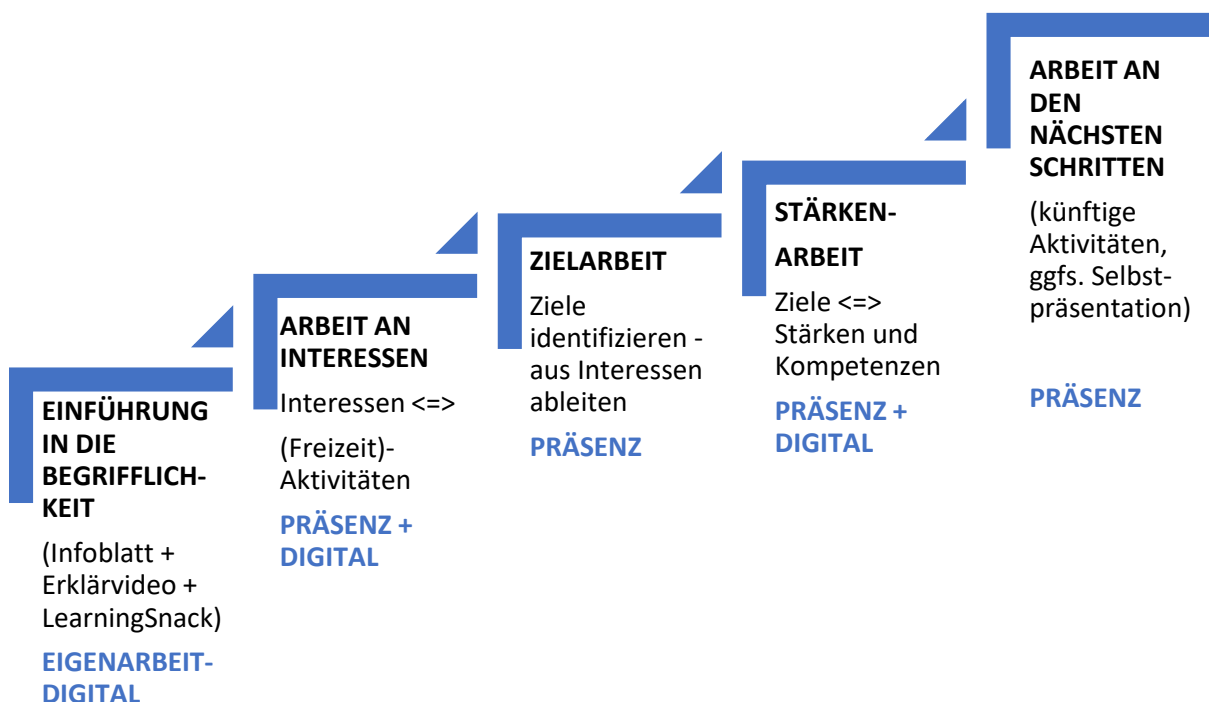 EINFÜHRUNG
IN DIE
BEGRIFFLICH-
KEIT
(Infoblatt +
Erklärvideo +
LearningSnack)
EIGENARBEIT-
DIGITAL
ARBEIT AN
INTERESSEN
Interessen <=>
(Freizeit)-
Aktivitäten
PRÄSENZ +
DIGITAL
ZIELARBEIT
Ziele
identifizieren -
aus Interessen
ableiten
PRÄSENZ
STÄRKEN-
ARBEIT
Ziele <=>
Stärken und
Kompetenzen
PRÄSENZ +
DIGITAL
ARBEIT AN
DEN
NÄCHSTEN
SCHRITTEN
(künftige
Aktivitäten,
ggfs. Selbst-
präsentation)
PRÄSENZ